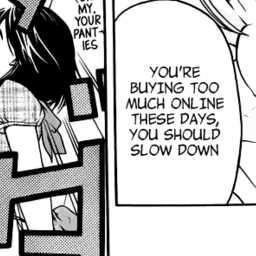 MY.
YOUR
PANT-
IES
YOU'RE
BUYING TOO
MUCH ONLINE
THESE DAYS,
YOU SHOULD
SLOW DOWN